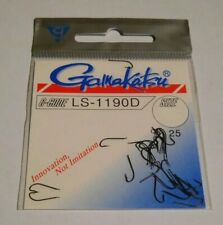 Gamakatsu
G-CODE LS-1190D SIZE
25
Innovation,
Not Imitation